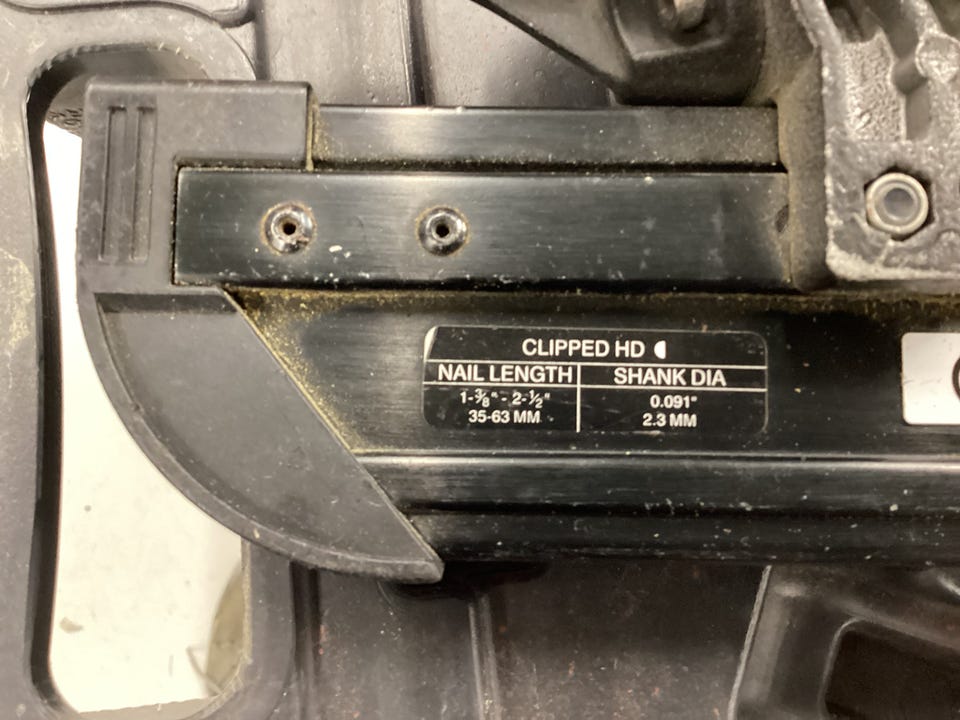 CLIPPED HD
NAIL LENGTH SHANK DIA
1-3/8" - 2-1/2" 0.091"
35-63 MM 2.3 MM